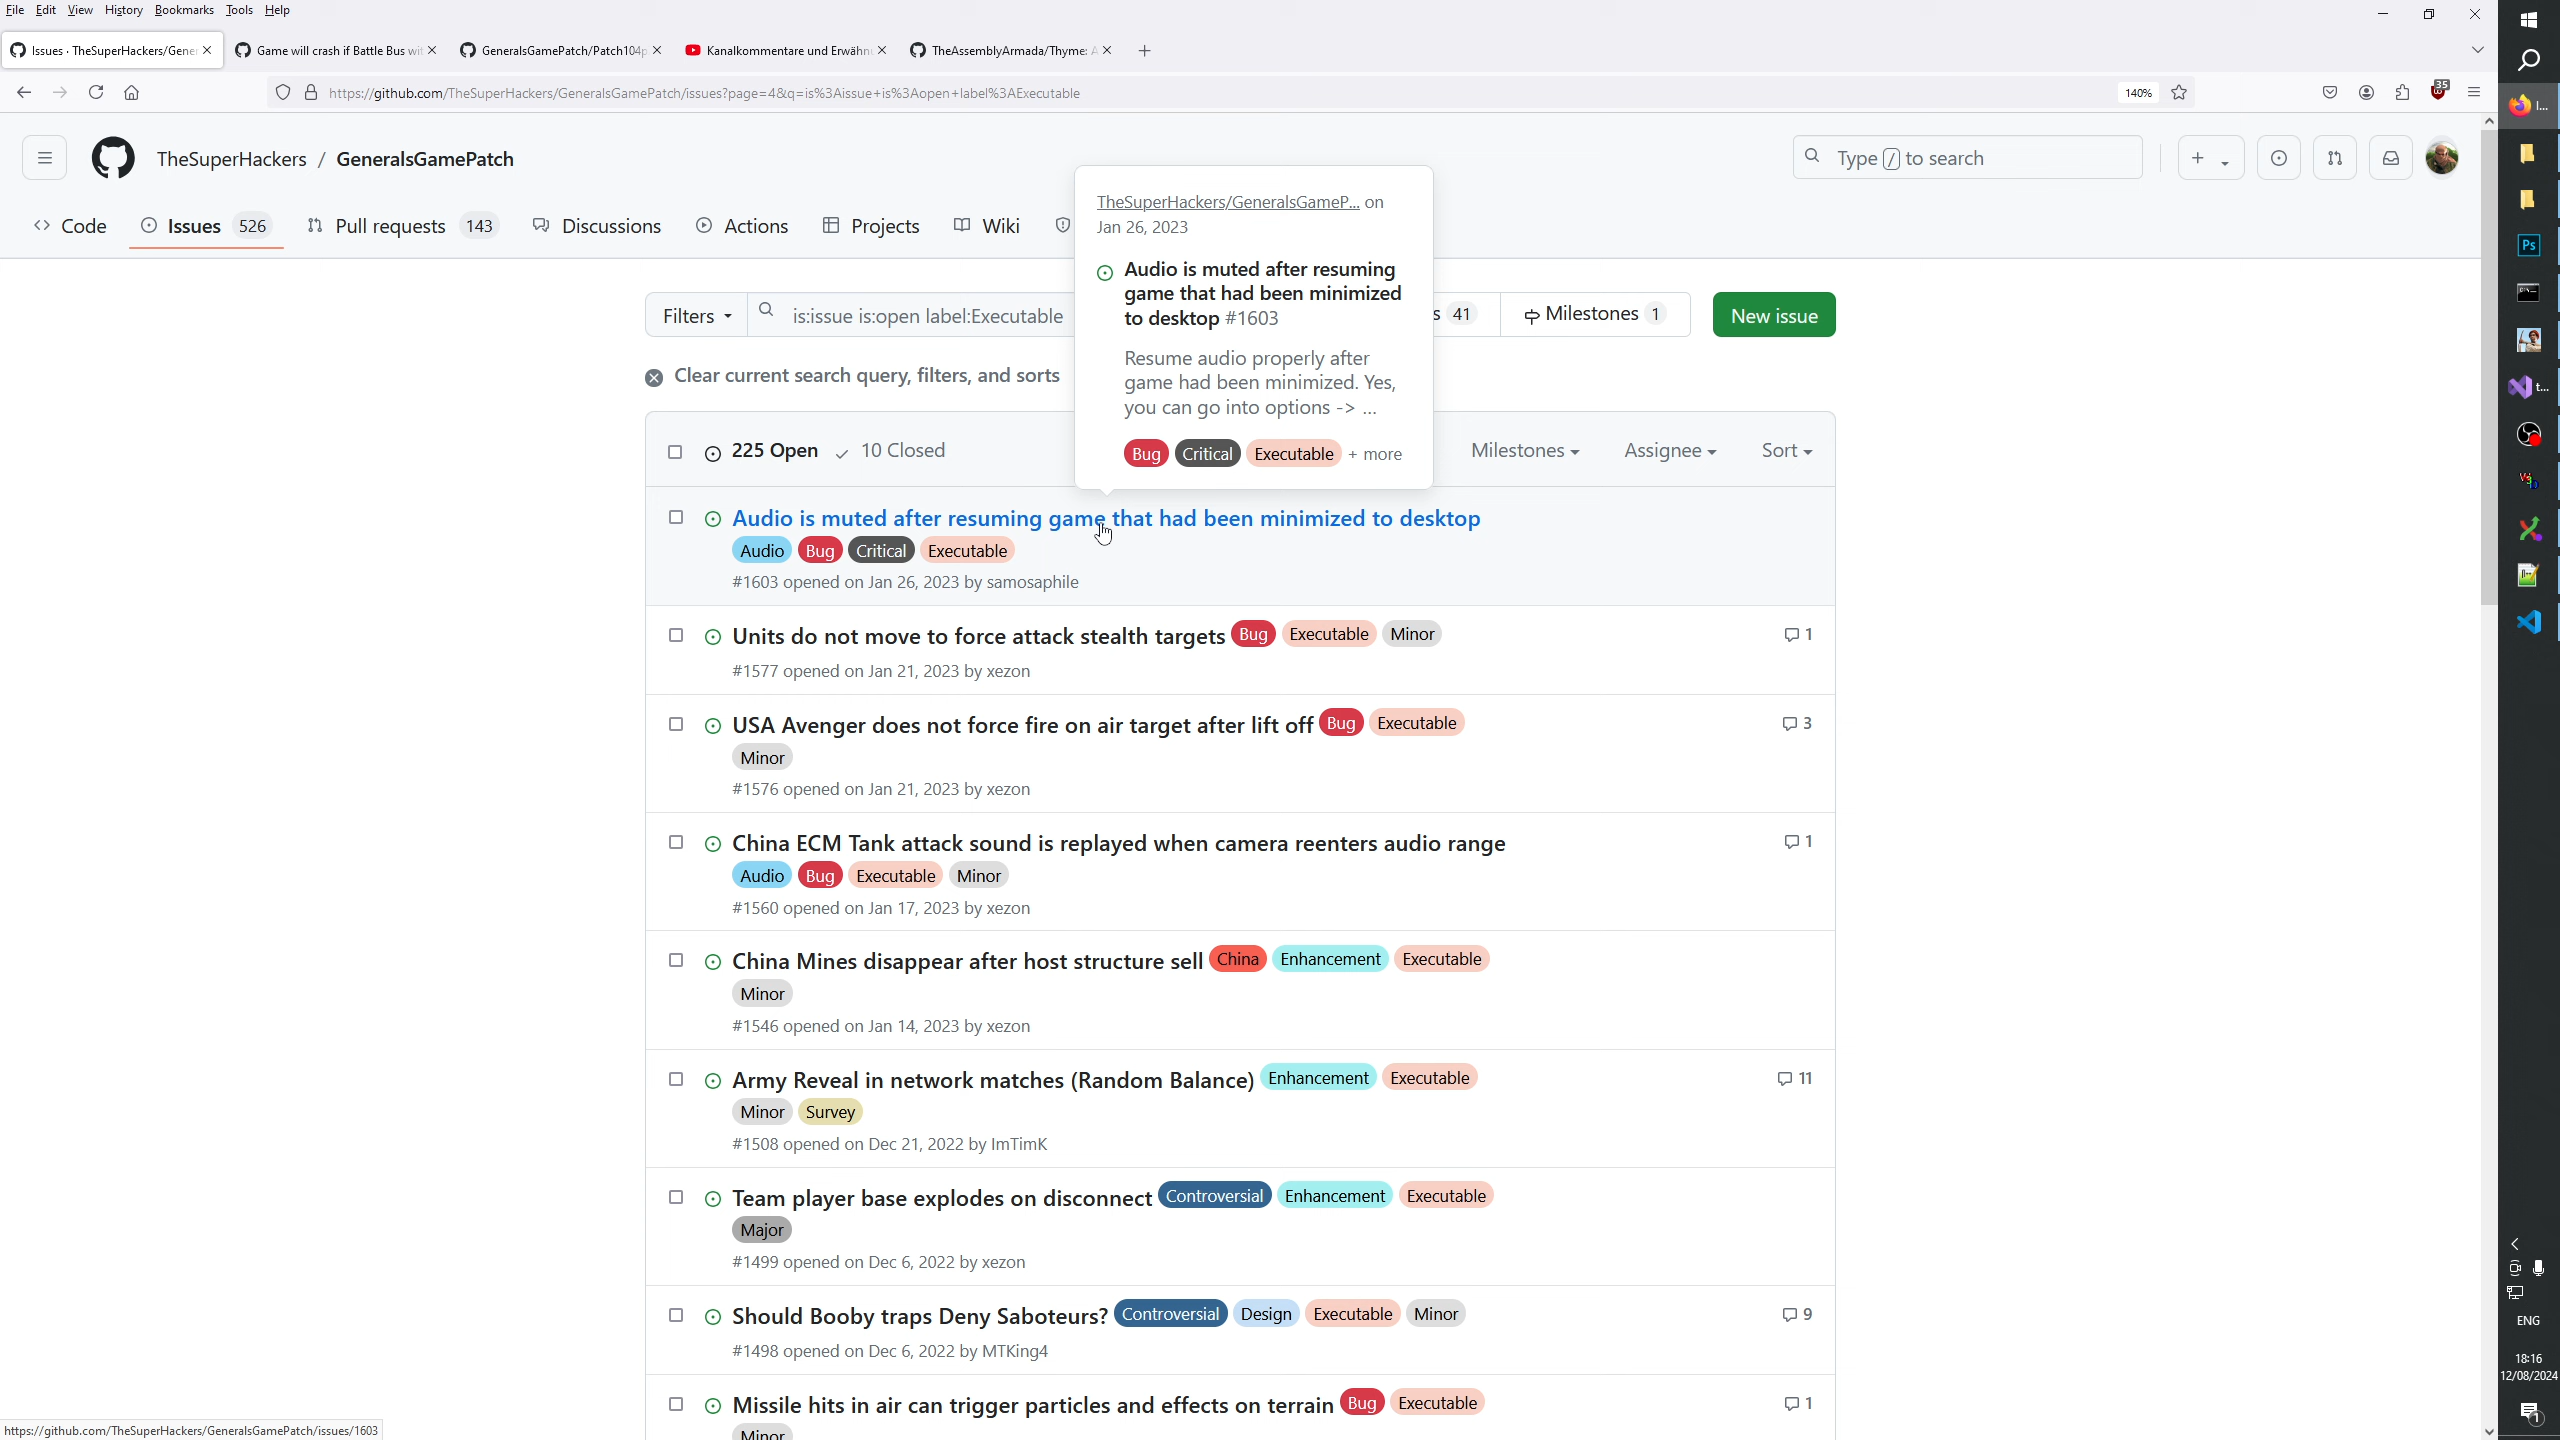 File Edit View History Bookmarks Tools Help
Issues · TheSuperHackers/Gene
Game will crash if Battle Bus wit
GeneralsGamePatch/Patch104p
Kanalkommentare und Erwähn
TheAssemblyArmada/Thyme: A
https://github.com/TheSuperHackers/GeneralsGamePatch/issues?page=4&q=is%3Aissue+is%3Aopen+label%3AExecutable
140%
35
TheSuperHackers / GeneralsGamePatch
Type / to search
Code Issues 526 Pull requests 143 Discussions Actions Projects Wiki
TheSuperHackers/GeneralsGameP... on
Jan 26, 2023
Audio is muted after resuming
game that had been minimized
to desktop #1603
Resume audio properly after
game had been minimized. Yes,
you can go into options -> ...
Bug Critical Executable + more
Filters is:issue is:open label:Executable s 41 Milestones 1 New issue
Clear current search query, filters, and sorts
225 Open 10 Closed Milestones Assignee Sort
Audio is muted after resuming game that had been minimized to desktop
Audio Bug Critical Executable
#1603 opened on Jan 26, 2023 by samosaphile
Units do not move to force attack stealth targets Bug Executable Minor 1
#1577 opened on Jan 21, 2023 by xezon
USA Avenger does not force fire on air target after lift off Bug Executable 3
Minor
#1576 opened on Jan 21, 2023 by xezon
China ECM Tank attack sound is replayed when camera reenters audio range 1
Audio Bug Executable Minor
#1560 opened on Jan 17, 2023 by xezon
China Mines disappear after host structure sell China Enhancement Executable
Minor
#1546 opened on Jan 14, 2023 by xezon
Army Reveal in network matches (Random Balance) Enhancement Executable 11
Minor Survey
#1508 opened on Dec 21, 2022 by ImTimK
Team player base explodes on disconnect Controversial Enhancement Executable
Major
#1499 opened on Dec 6, 2022 by xezon
Should Booby traps Deny Saboteurs? Controversial Design Executable Minor 9
#1498 opened on Dec 6, 2022 by MTKing4
Missile hits in air can trigger particles and effects on terrain Bug Executable 1
Minor
https://github.com/TheSuperHackers/GeneralsGamePatch/issues/1603
I...
Ps
t...
ENG
18:16
12/08/2024
1